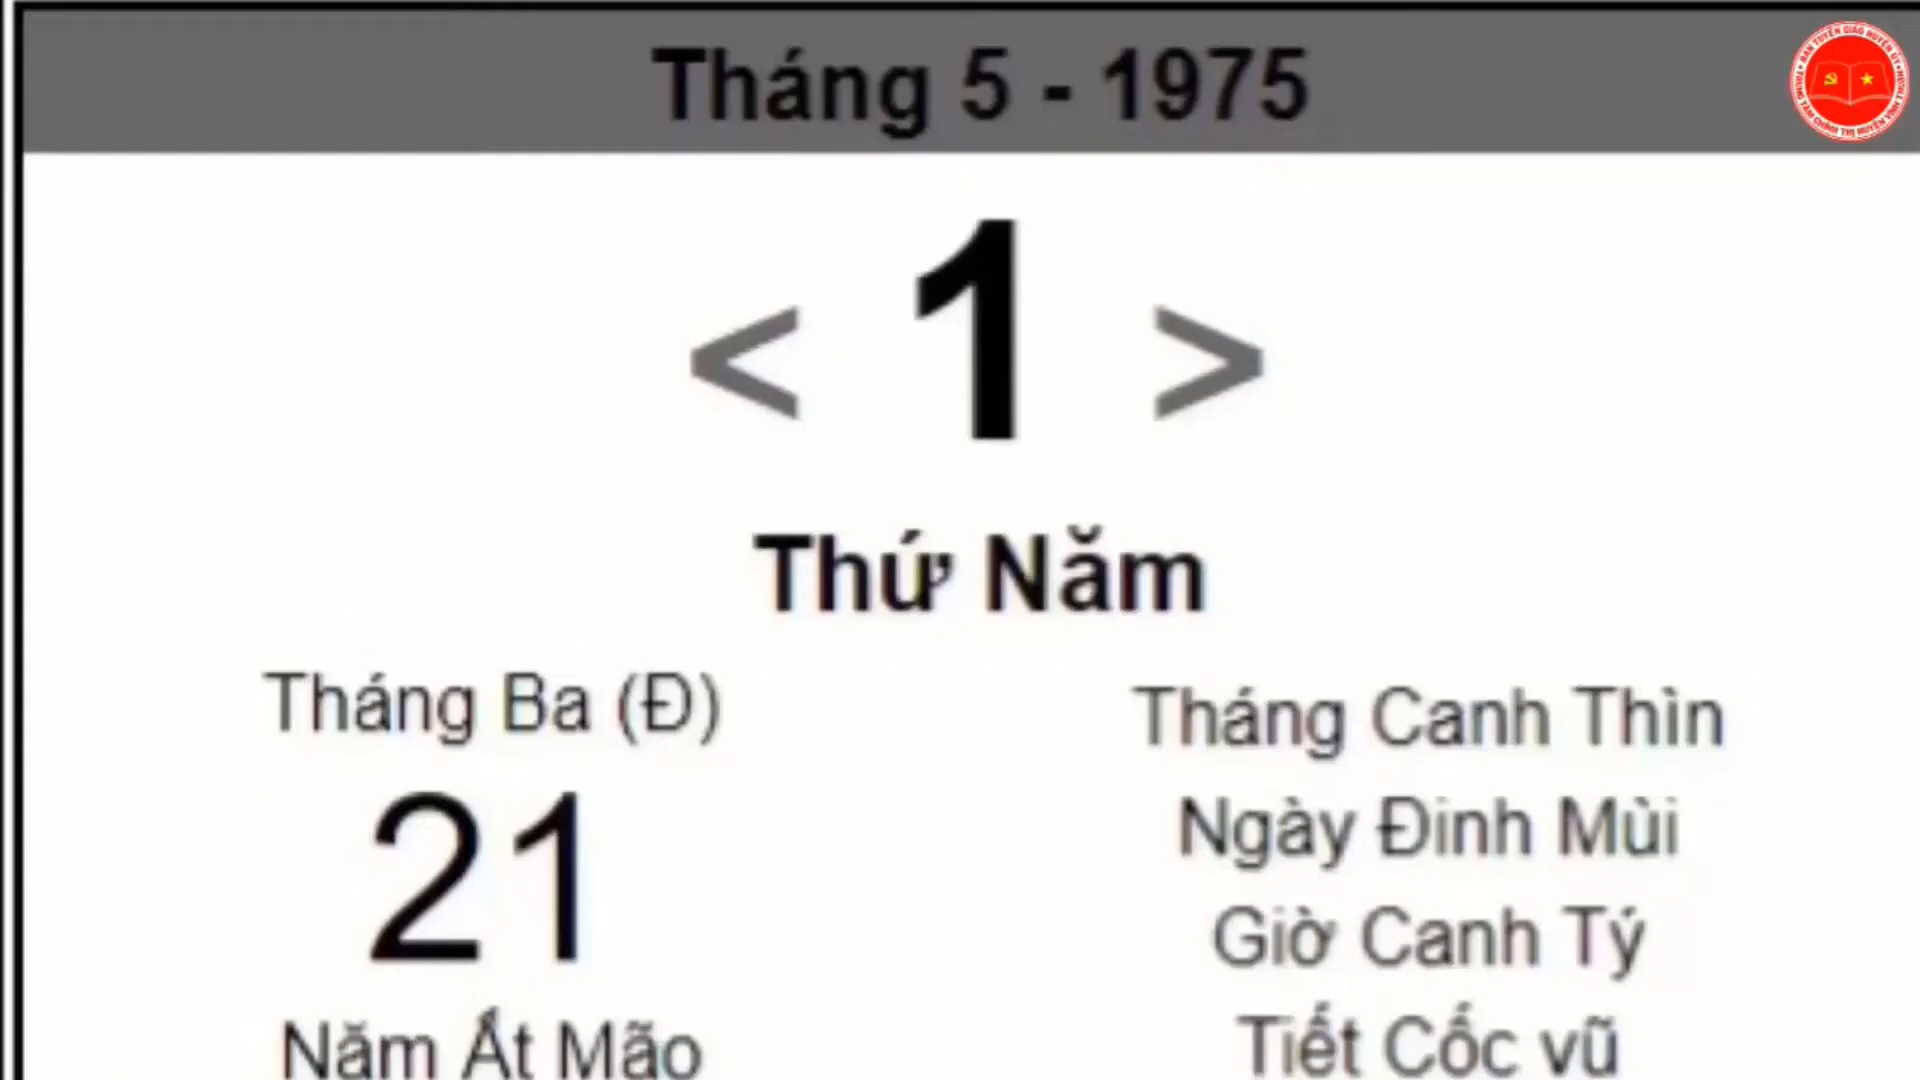 Tháng 5 - 1975
< 1 >
Thứ Năm
Tháng Ba (Đ)
21
Năm Ất Mão
Tháng Canh Thìn
Ngày Đinh Mùi
Giờ Canh Tý
Tiết Cốc vũ